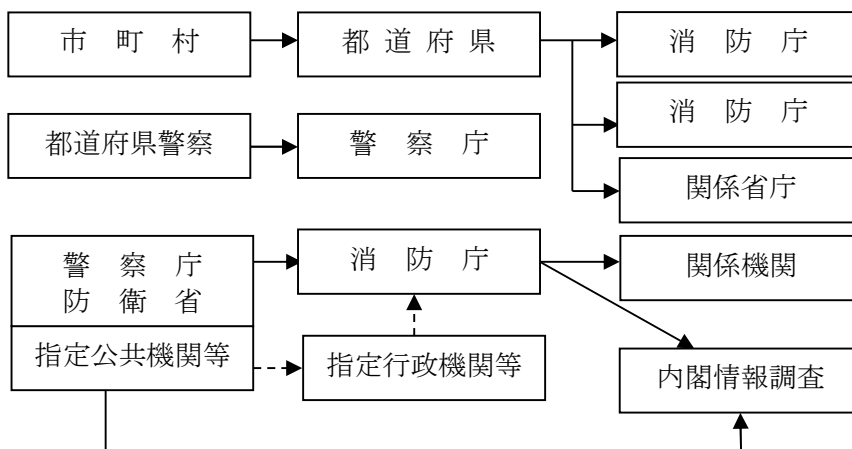 市　町　村
都 道 府 県
消　防　庁
消　防　庁
都道府県警察
警　察　庁
関係省庁
警　察　庁
防　衛　省
消　防　庁
関係機関
指定公共機関等
指定行政機関等
内閣情報調査